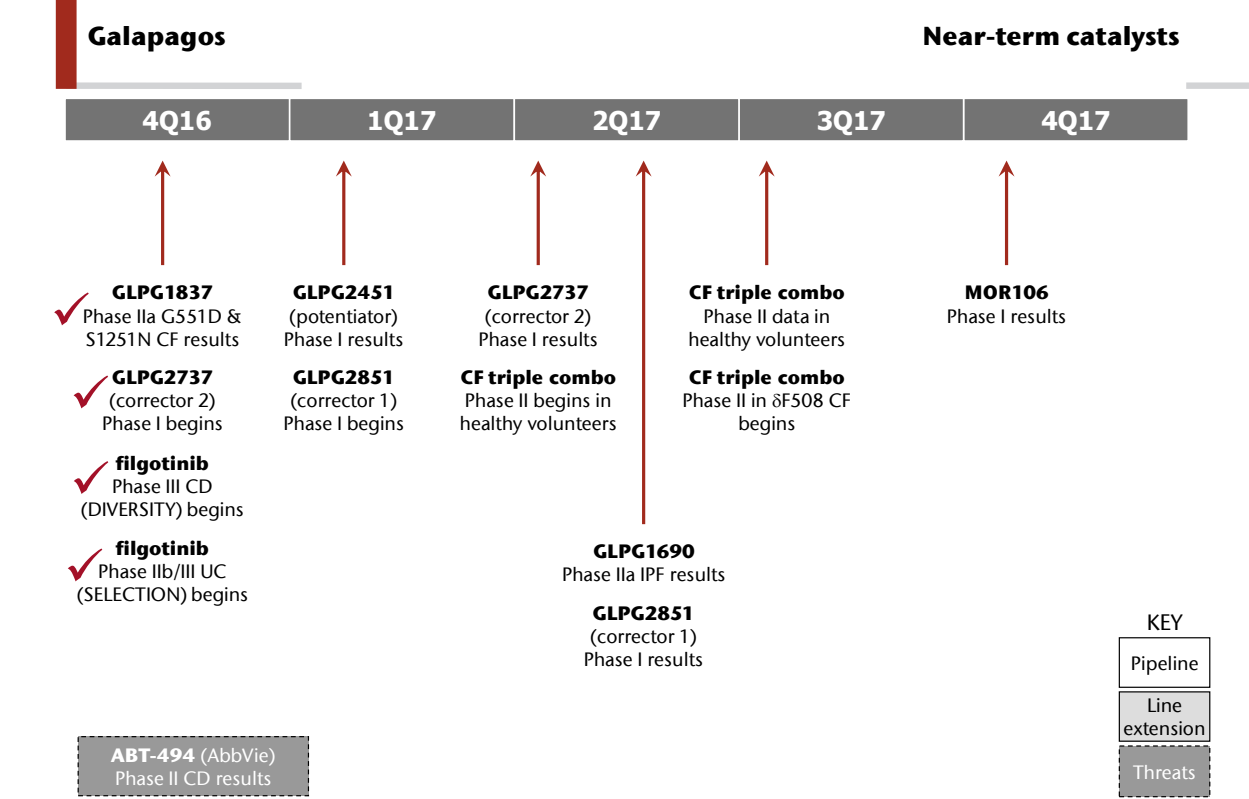 Galapagos
Near-term catalysts
4Q16
1Q17
2Q17
3Q17
4Q17
GLPG1837
Phase IIa G551D &
S1251N CF results
GLPG2737
(corrector 2)
Phase I begins
filgotinib
Phase III CD
(DIVERSITY) begins
filgotinib
Phase IIb/III UC
(SELECTION) begins
GLPG2451
(potentiator)
Phase I results
GLPG2851
(corrector 1)
Phase I begins
GLPG2737
(corrector 2)
Phase I results
CF triple combo
Phase II begins in
healthy volunteers
GLPG1690
Phase IIa IPF results
GLPG2851
(corrector 1)
Phase I results
CF triple combo
Phase II data in
healthy volunteers
CF triple combo
Phase II in δF508 CF
begins
MOR106
Phase I results
ABT-494 (AbbVie)
Phase II CD results
KEY
Pipeline
Line
extension
Threats